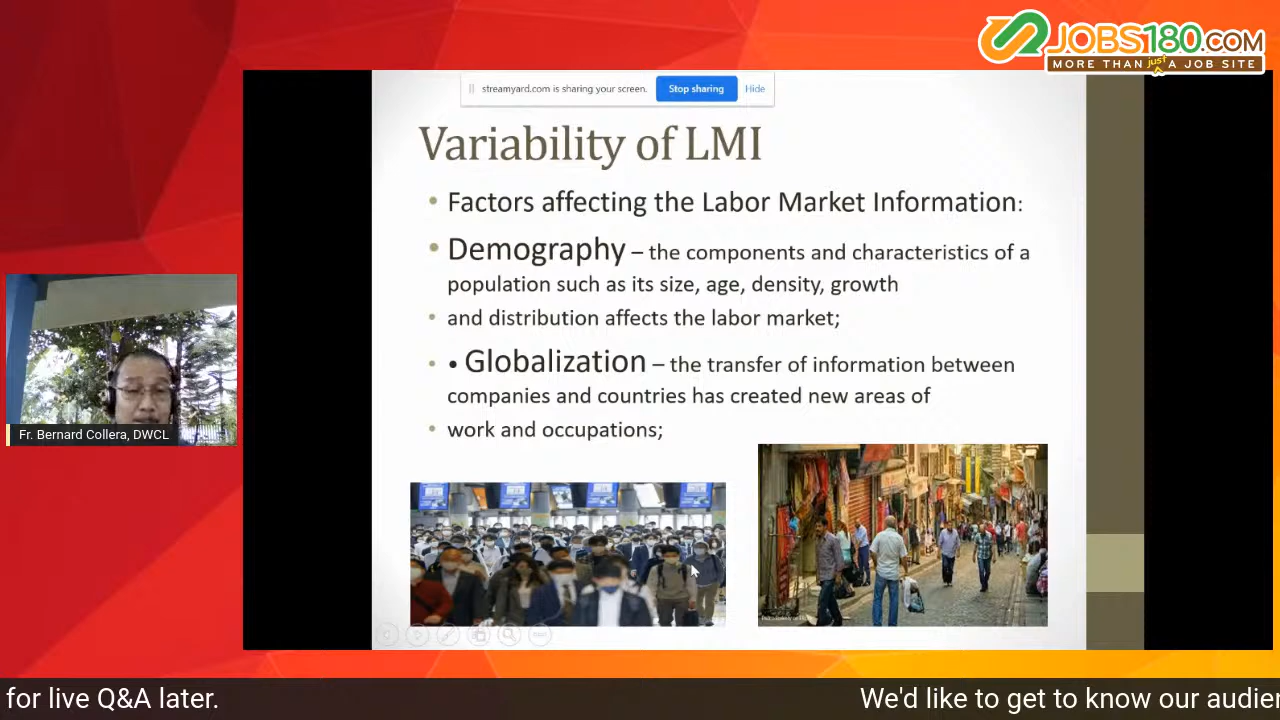 JOBS180.COM
MORE THAN just A JOB SITE
streamyard.com is sharing your screen. Stop sharing Hide
Variability of LMI
• Factors affecting the Labor Market Information:
• Demography – the components and characteristics of a
population such as its size, age, density, growth
• and distribution affects the labor market;
• • Globalization – the transfer of information between
companies and countries has created new areas of
• work and occupations;
Fr. Bernard Collera, DWCL
for live Q&A later. We'd like to get to know our audien